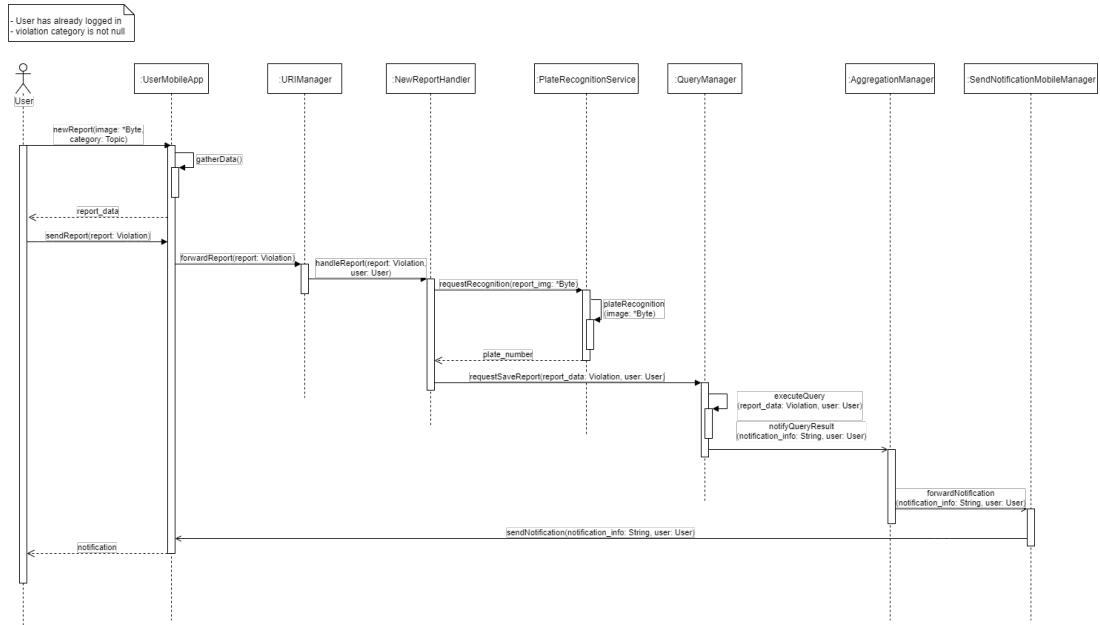 - User has already logged in
- violation category is not null
:UserMobileApp
:URIManager
:NewReportHandler
:PlateRecognitionService
:QueryManager
:AggregationManager
:SendNotificationMobileManager
User
newReport(image: *Byte,
category: Topic)
gatherData()
report_data
sendReport(report: Violation)
forwardReport(report: Violation)
handleReport(report: Violation,
user: User)
requestRecognition(report_img: *Byte)
plateRecognition
(image: *Byte)
plate_number
requestSaveReport(report_data: Violation, user: User)
executeQuery
(report_data: Violation, user: User)
notifyQueryResult
(notification_info: String, user: User)
forwardNotification
(notification_info: String, user: User)
sendNotification(notification_info: String, user: User)
notification